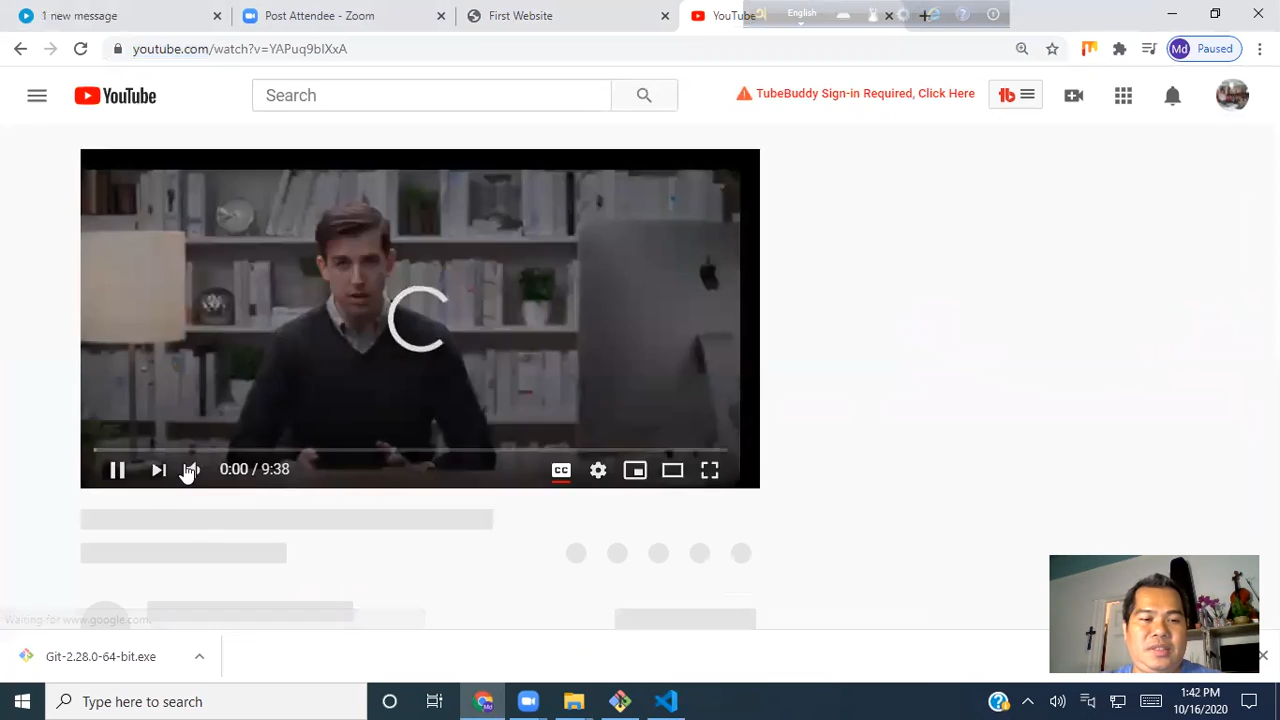 1 new message
Post Attendee - Zoom
First Website
YouTube
English
youtube.com/watch?v=YAPuq9blXxA
Md Paused
YouTube
Search
TubeBuddy Sign-in Required, Click Here
0:00 / 9:38
CC
Waiting for www.google.com.
Git-2.28.0-64-bit.exe
Type here to search
1:42 PM
10/16/2020